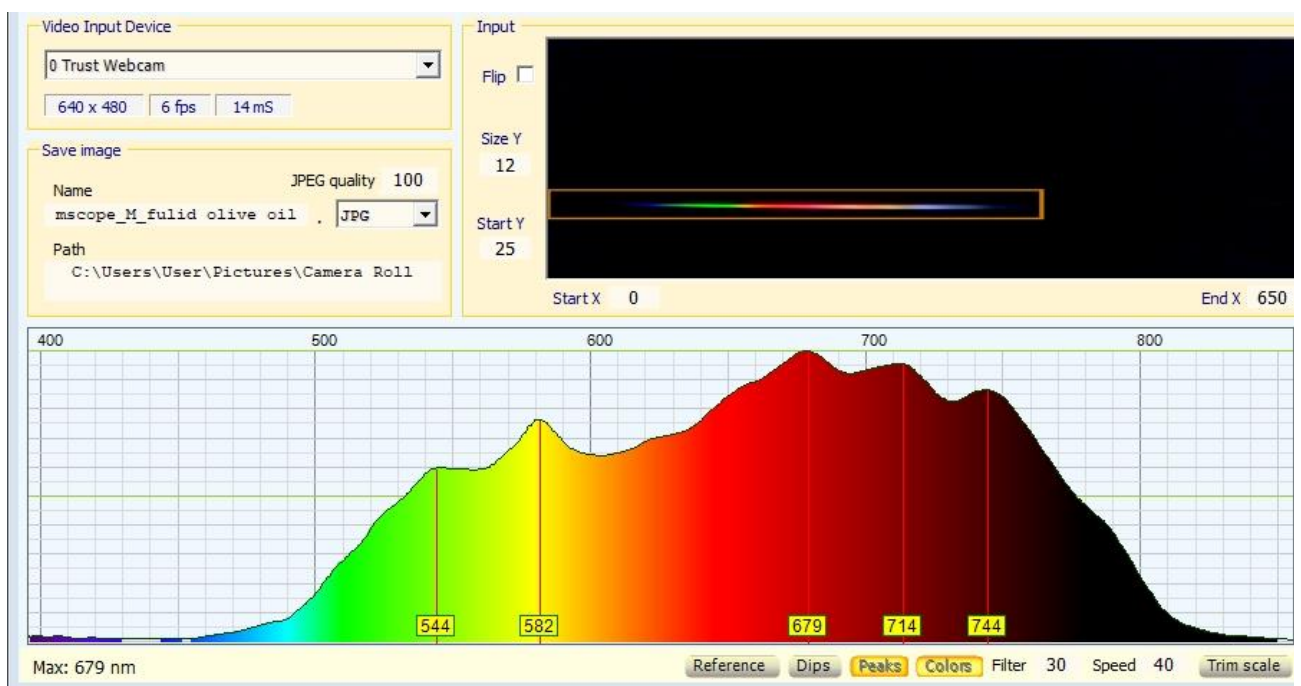 Video Input Device
0 Trust Webcam
640 x 480 6 fps 14 mS
Save image
Name JPEG quality 100
mscope_M_fulid olive oil . JPG
Path
C:\Users\User\Pictures\Camera Roll
Input
Flip
Size Y
12
Start Y
25
Start X 0 End X 650
400 500 600 700 800
544 582 679 714 744
Max: 679 nm Reference Dips Peaks Colors Filter 30 Speed 40 Trim scale